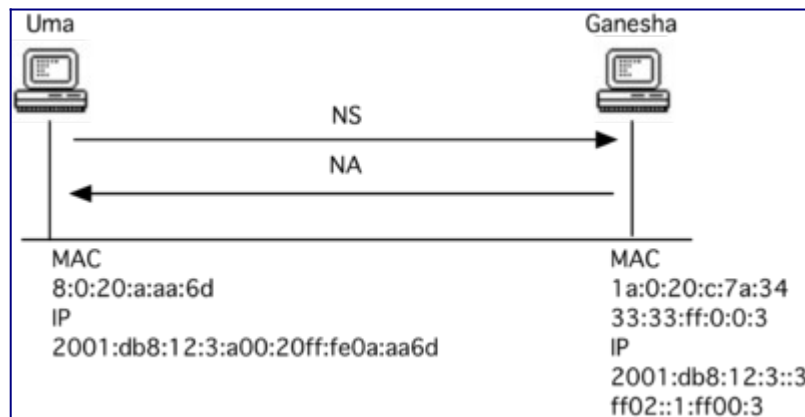 Uma
Ganesha
NS
NA
MAC
8:0:20:a:aa:6d
IP
2001:db8:12:3:a00:20ff:fe0a:aa6d
MAC
1a:0:20:c:7a:34
33:33:ff:0:0:3
IP
2001:db8:12:3::3
ff02::1:ff00:3